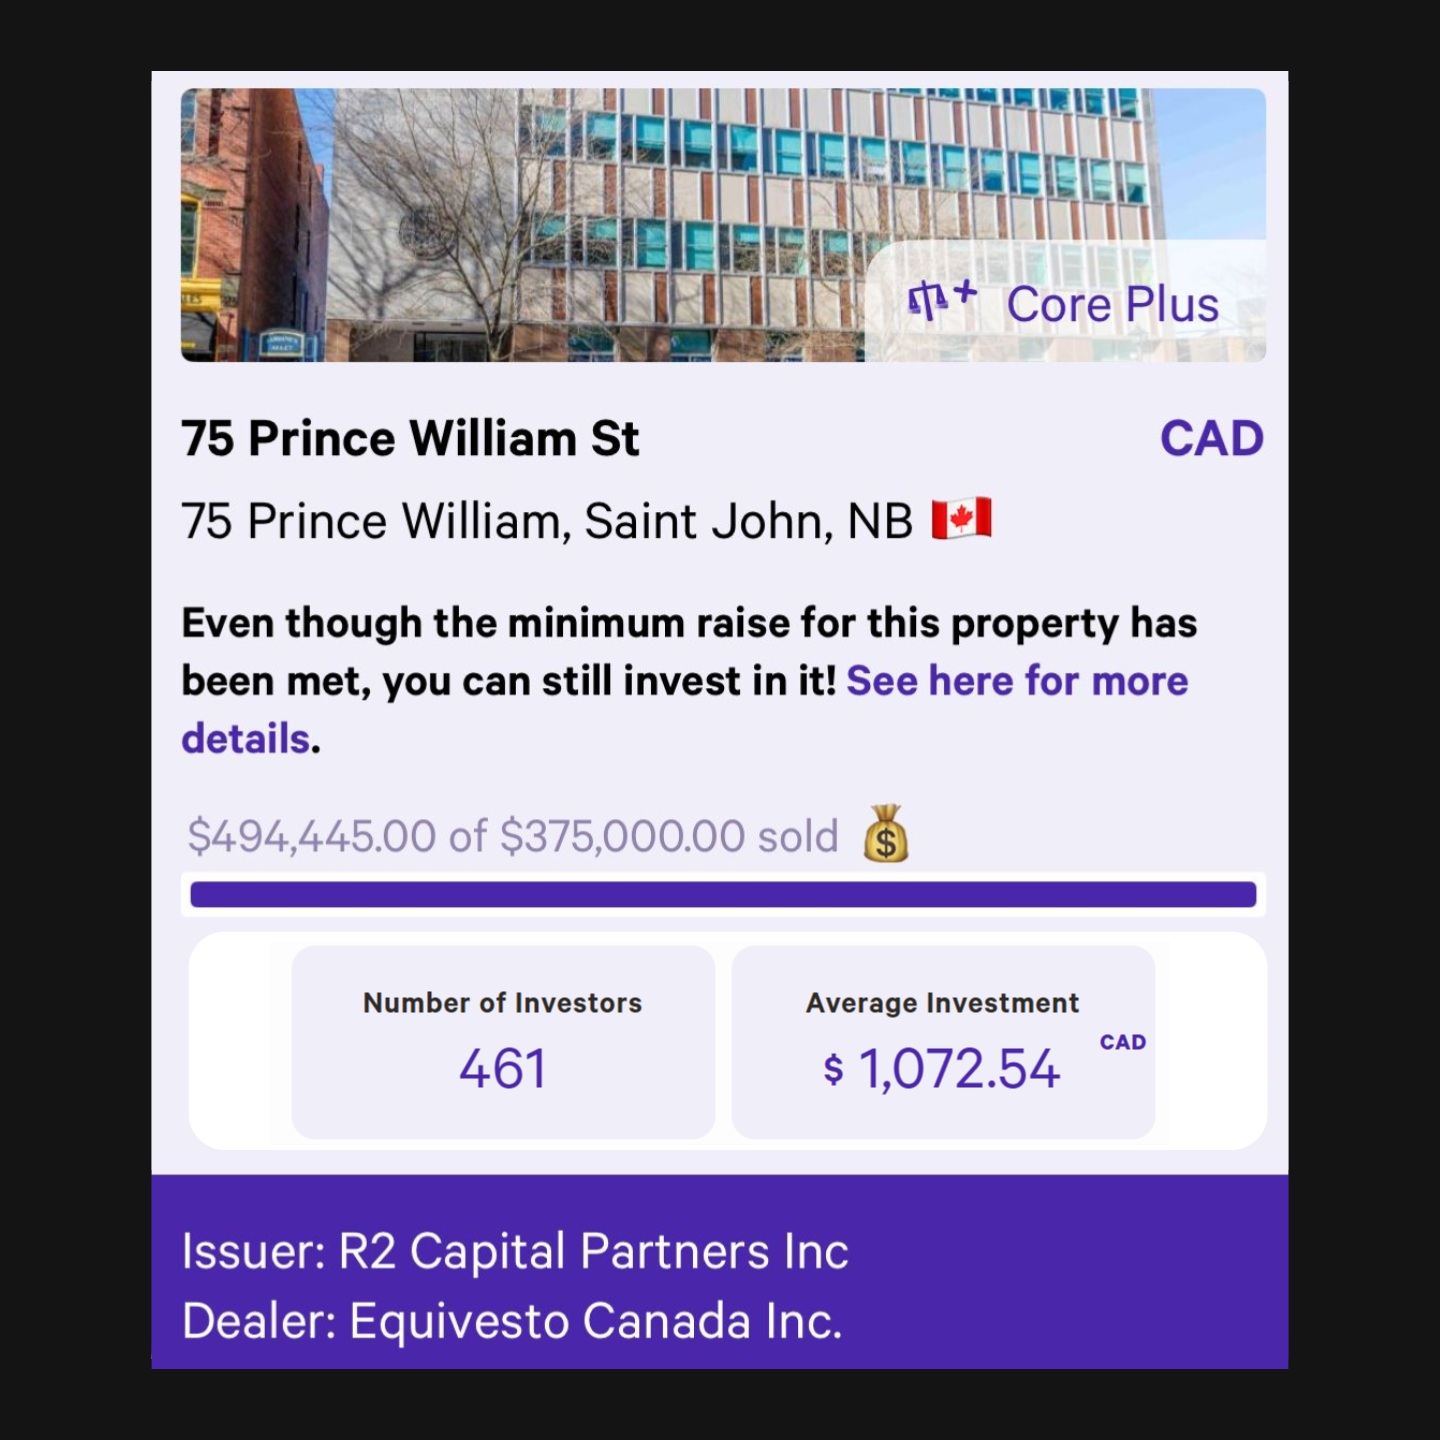 Core Plus
75 Prince William St
CAD
75 Prince William, Saint John, NB 🇨🇦
Even though the minimum raise for this property has
been met, you can still invest in it! See here for more
details.
$494,445.00 of $375,000.00 sold 💰
Number of Investors
461
Average Investment
$ 1,072.54 CAD
Issuer: R2 Capital Partners Inc
Dealer: Equivesto Canada Inc.